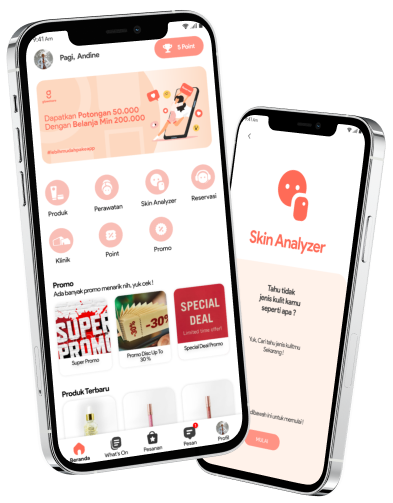 9:41 Am
Pagi, Andine
5 Point
Dapatkan Potongan 50.000
Dengan Belanja Min 200.000
Produk
Perawatan
Skin Analyzer
Reservasi
Klinik
Point
Promo
Promo
Ada banyak promo menarik nih, yuk cek !
SUPER
PROMO
-30%
SPECIAL
DEAL
Limited time offer!
Super Promo
Promo Disc Up To
30 %
Special Deal Promo
Produk Terbaru
Beranda
What's On
Pesanan
Pesan
Profil
9:41 Am
Skin Analyzer
Tahu tidak
jenis kulit kamu
seperti apa ?
Yuk, Cari tahu jenis kulitmu
Sekarang !
dibawah ini untuk memulai !
MULAI